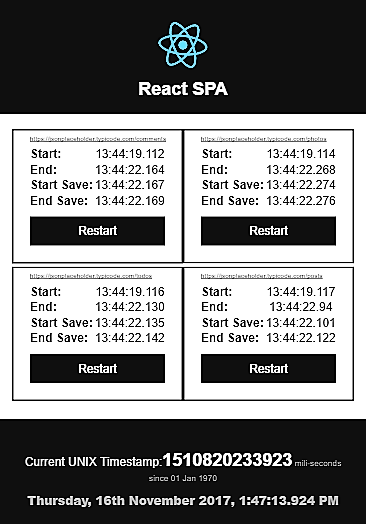 React SPA
https://jsonplaceholder.typicode.com/comments
Start: 13:44:19.112
End: 13:44:22.164
Start Save: 13:44:22.167
End Save: 13:44:22.169
Restart
https://jsonplaceholder.typicode.com/photos
Start: 13:44:19.114
End: 13:44:22.268
Start Save: 13:44:22.274
End Save: 13:44:22.276
Restart
https://jsonplaceholder.typicode.com/todos
Start: 13:44:19.116
End: 13:44:22.130
Start Save: 13:44:22.135
End Save: 13:44:22.142
Restart
https://jsonplaceholder.typicode.com/posts
Start: 13:44:19.117
End: 13:44:22.94
Start Save: 13:44:22.101
End Save: 13:44:22.122
Restart
Current UNIX Timestamp:1510820233923 mili-seconds
since 01 Jan 1970
Thursday, 16th November 2017, 1:47:13.924 PM